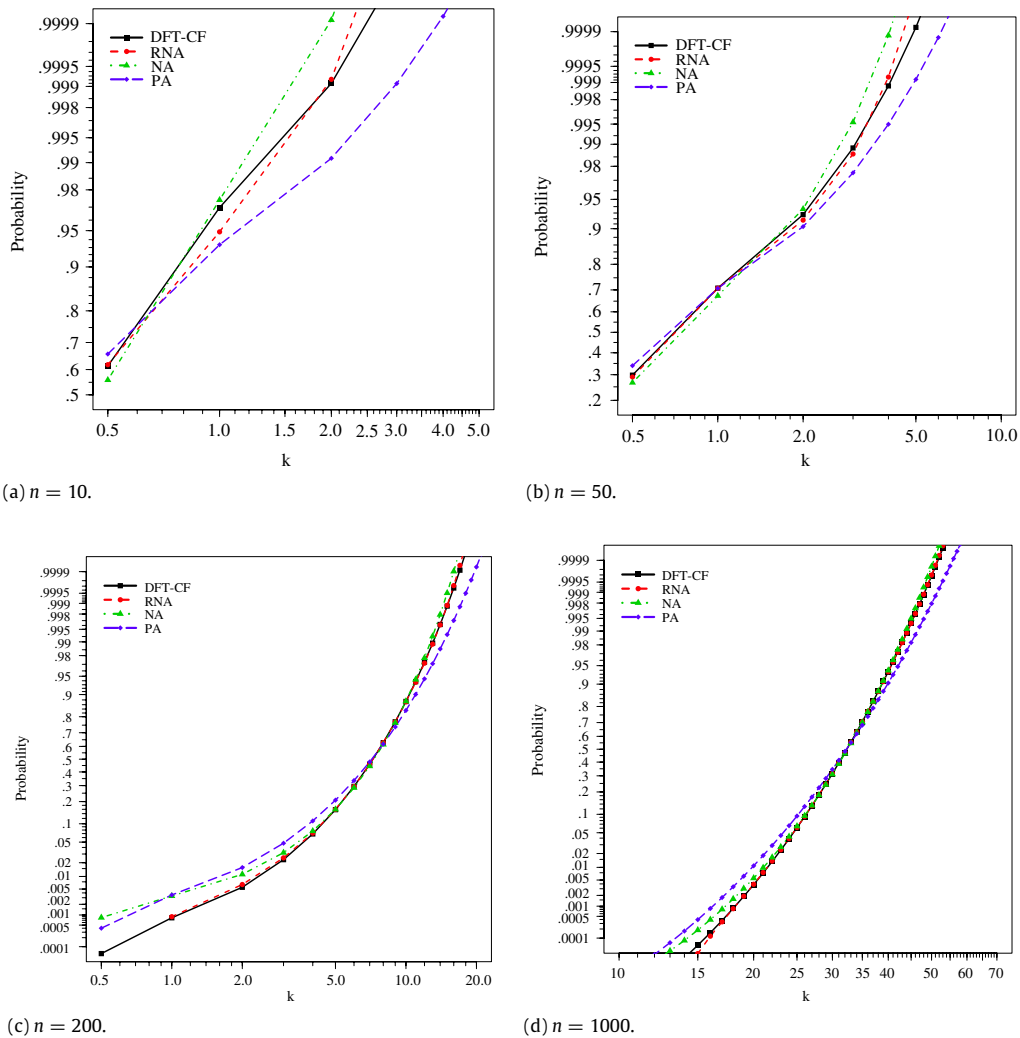 .9999
.9995
.999
.998
.995
.99
.98
.95
.9
.8
.7
.6
.5
Probability
DFT-CF
RNA
NA
PA
0.5 1.0 1.5 2.0 2.5 3.0 4.0 5.0
k
(a) n = 10.
.9999
.9995
.999
.998
.995
.99
.98
.95
.9
.8
.7
.6
.5
.4
.3
.2
Probability
DFT-CF
RNA
NA
PA
0.5 1.0 2.0 5.0 10.0
k
(b) n = 50.
.9999
.9995
.999
.998
.995
.99
.98
.95
.9
.8
.7
.6
.5
.4
.3
.2
.1
.05
.02
.01
.005
.002
.001
.0005
.0001
Probability
DFT-CF
RNA
NA
PA
0.5 1.0 2.0 5.0 10.0 20.0
k
(c) n = 200.
.9999
.9995
.999
.998
.995
.99
.98
.95
.9
.8
.7
.6
.5
.4
.3
.2
.1
.05
.02
.01
.005
.002
.001
.0005
.0001
Probability
DFT-CF
RNA
NA
PA
10 15 20 25 30 35 40 50 60 70
k
(d) n = 1000.